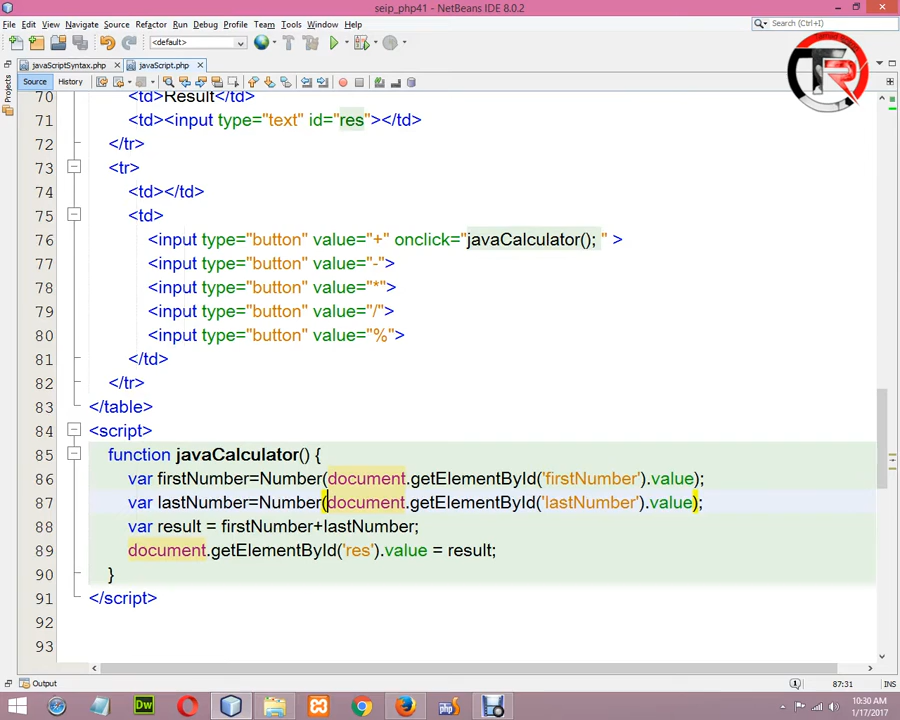 seip_php41 - NetBeans IDE 8.0.2
File Edit View Navigate Source Refactor Run Debug Profile Team Tools Window Help
<default>
Search (Ctrl+I)
javaScriptSyntax.php
javaScript.php
Source History
Projects
TR
70 <td>Result</td>
71 <td><input type="text" id="res"></td>
72 </tr>
73 <tr>
74 <td></td>
75 <td>
76 <input type="button" value="+" onclick="javaCalculator(); " >
77 <input type="button" value="-">
78 <input type="button" value="*">
79 <input type="button" value="/">
80 <input type="button" value="%">
81 </td>
82 </tr>
83 </table>
84 <script>
85 function javaCalculator() {
86 var firstNumber=Number(document.getElementById('firstNumber').value);
87 var lastNumber=Number(document.getElementById('lastNumber').value);
88 var result = firstNumber+lastNumber;
89 document.getElementById('res').value = result;
90 }
91 </script>
92
93
Output
87:31 INS
Dw
php
10:30 AM
1/17/2017